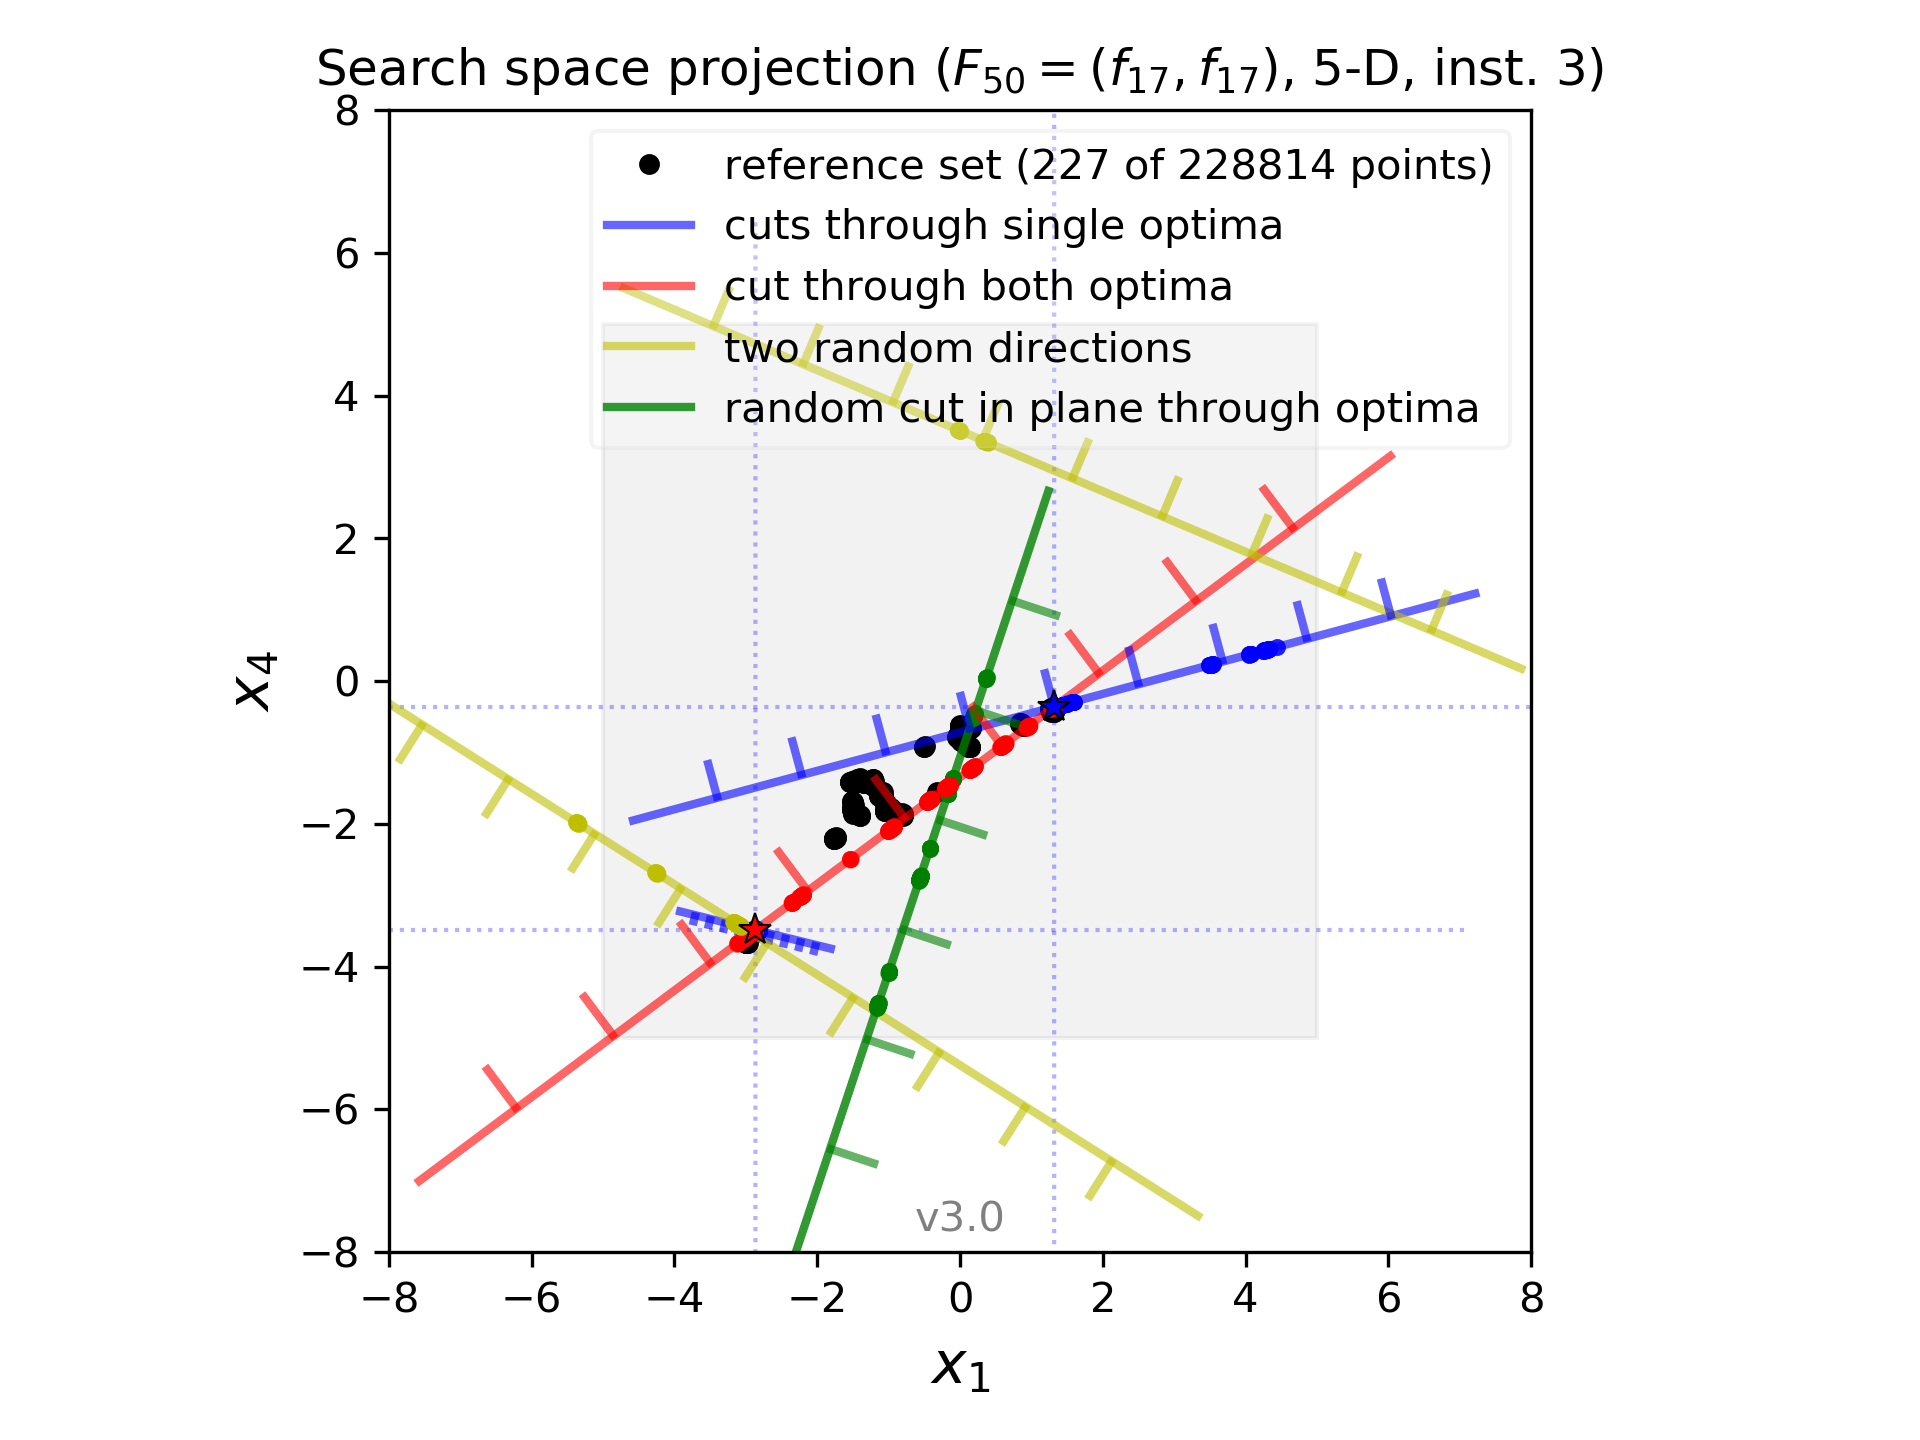 Search space projection (F₅₀ = (f₁₇, f₁₇), 5-D, inst. 3)
reference set (227 of 228814 points)
cuts through single optima
cut through both optima
two random directions
random cut in plane through optima
8
6
4
2
0
−2
−4
−6
−8
x₄
v3.0
−8 −6 −4 −2 0 2 4 6 8
x₁